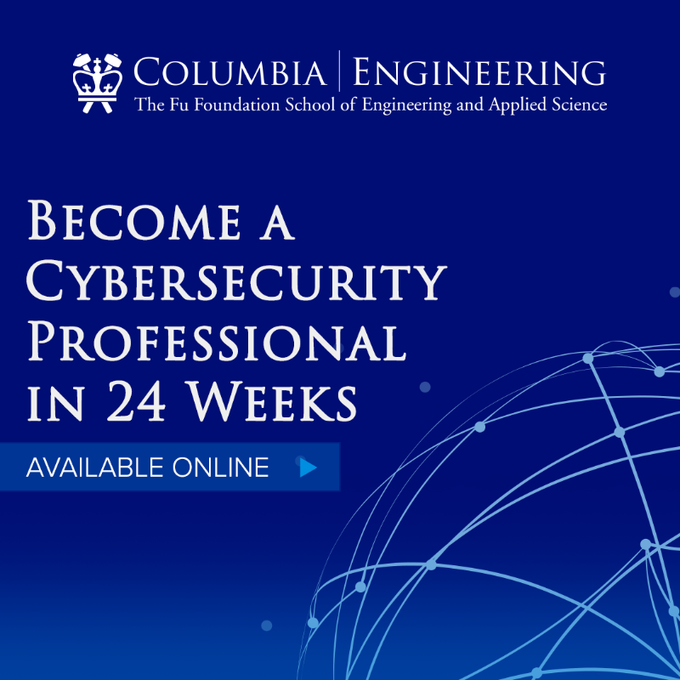 COLUMBIA | ENGINEERING
The Fu Foundation School of Engineering and Applied Science
BECOME A
CYBERSECURITY
PROFESSIONAL
IN 24 WEEKS
AVAILABLE ONLINE